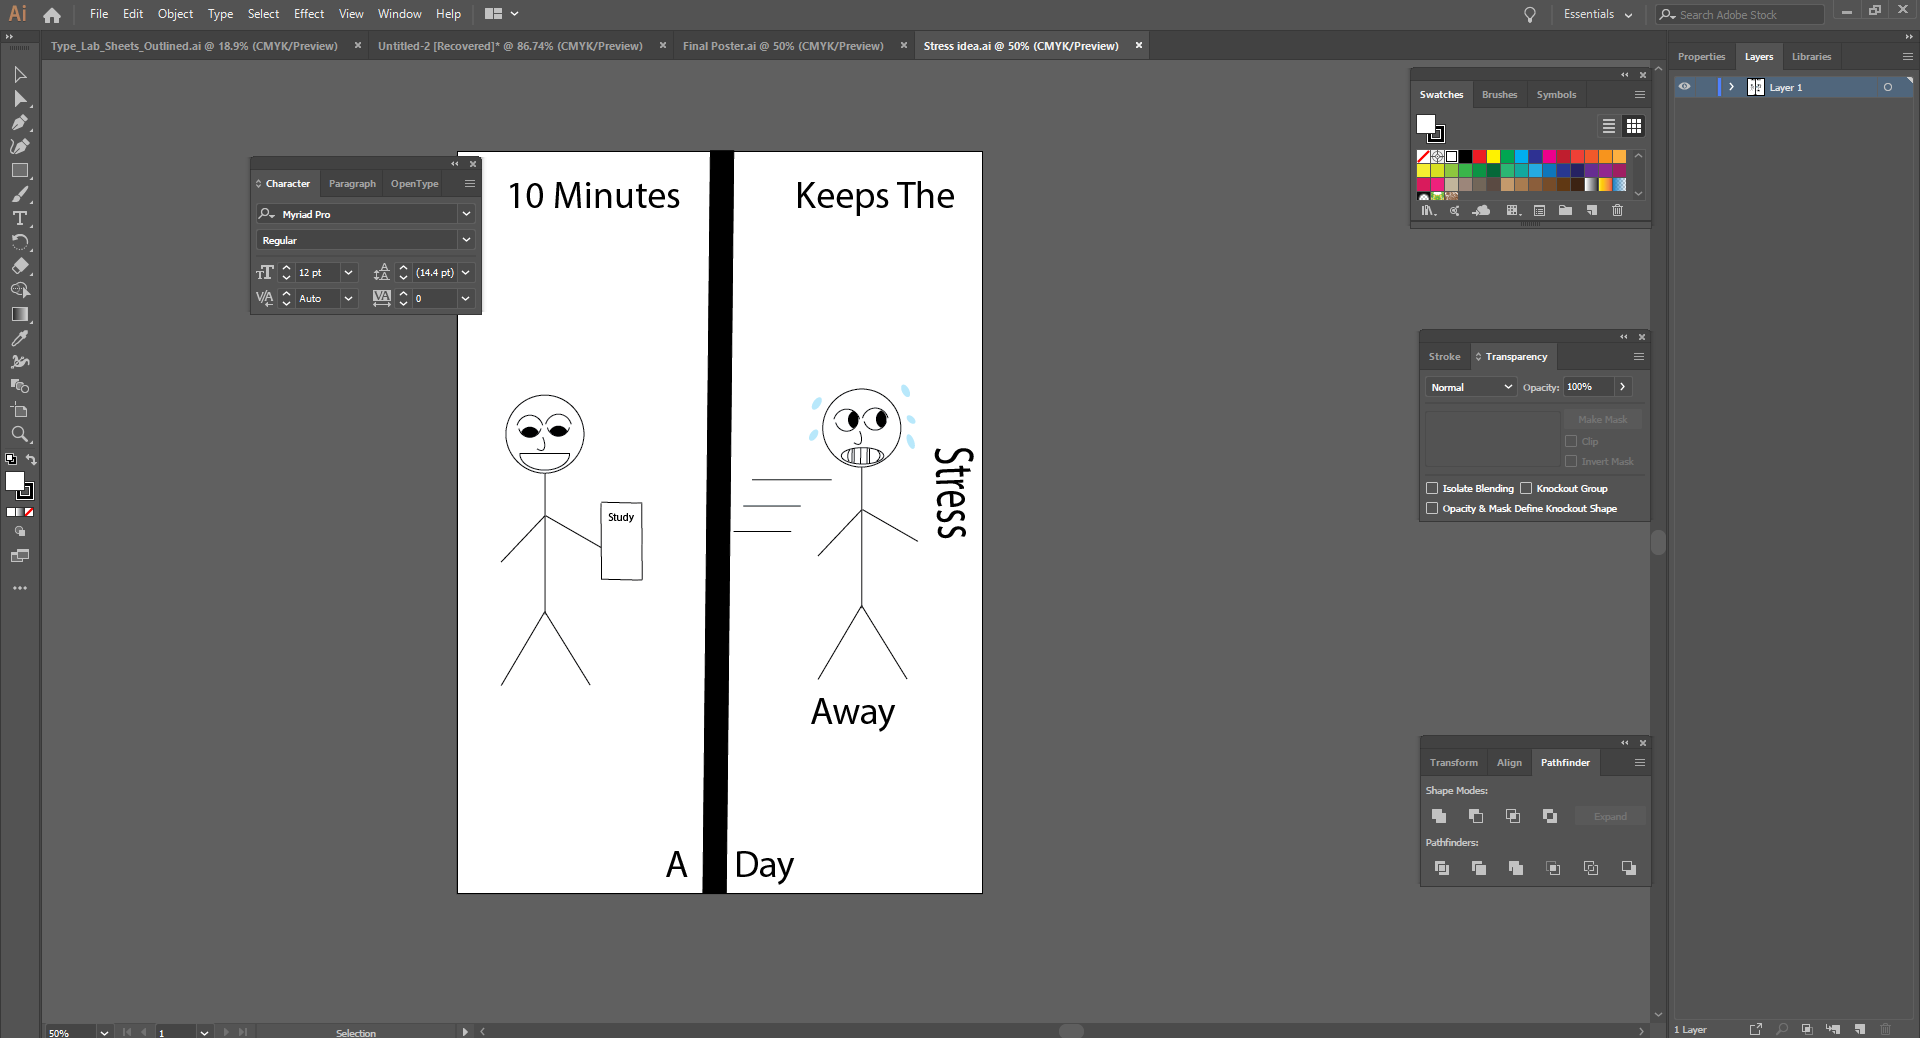 Ai
File Edit Object Type Select Effect View Window Help
Essentials
Search Adobe Stock
Type_Lab_Sheets_Outlined.ai @ 18.9% (CMYK/Preview)
Untitled-2 [Recovered]* @ 86.74% (CMYK/Preview)
Final Poster.ai @ 50% (CMYK/Preview)
Stress idea.ai @ 50% (CMYK/Preview)
Character Paragraph OpenType
Myriad Pro
Regular
12 pt (14.4 pt)
Auto 0
10 Minutes
Keeps The
Study
Stress
Away
A Day
Swatches Brushes Symbols
Stroke Transparency
Normal Opacity: 100%
Make Mask
Clip
Invert Mask
Isolate Blending Knockout Group
Opacity & Mask Define Knockout Shape
Transform Align Pathfinder
Shape Modes:
Expand
Pathfinders:
Properties Layers Libraries
Layer 1
1 Layer
50% 1 Selection